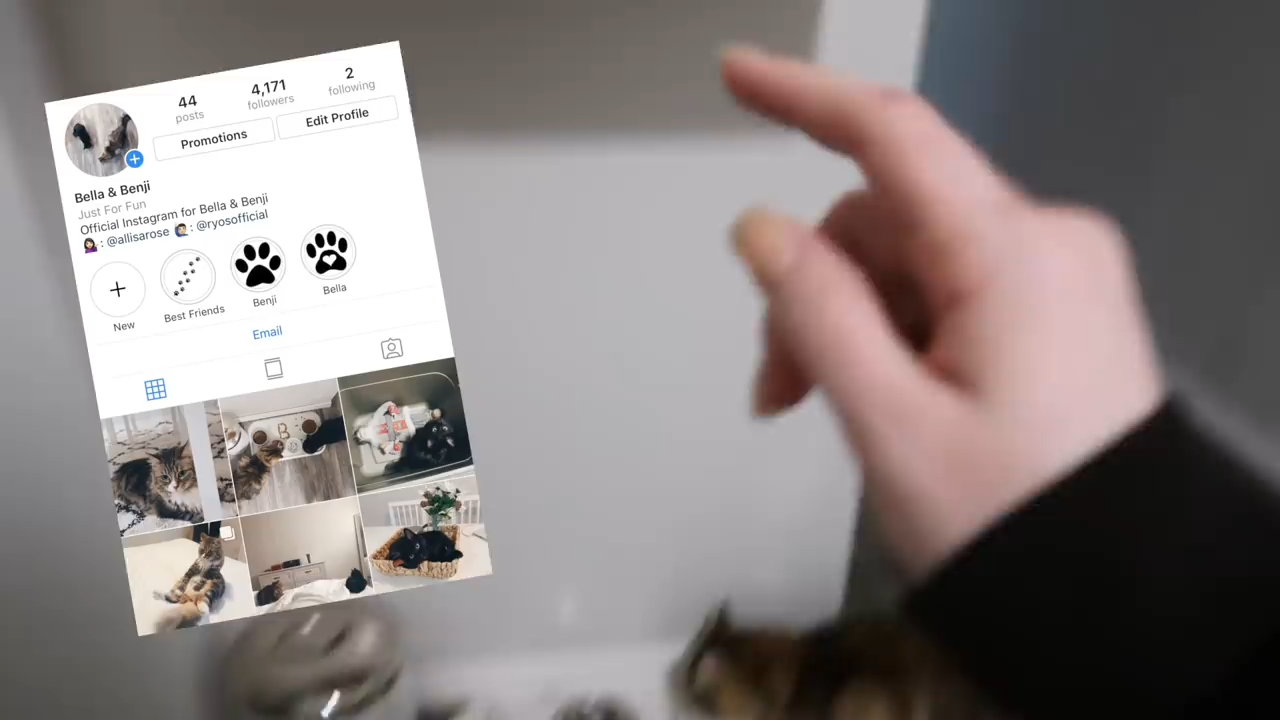 44 4,171 2
posts followers following
Promotions Edit Profile
Bella & Benji
Just For Fun
Official Instagram for Bella & Benji
: @allisarose : @ryosofficial
New Best Friends Benji Bella
Email
B